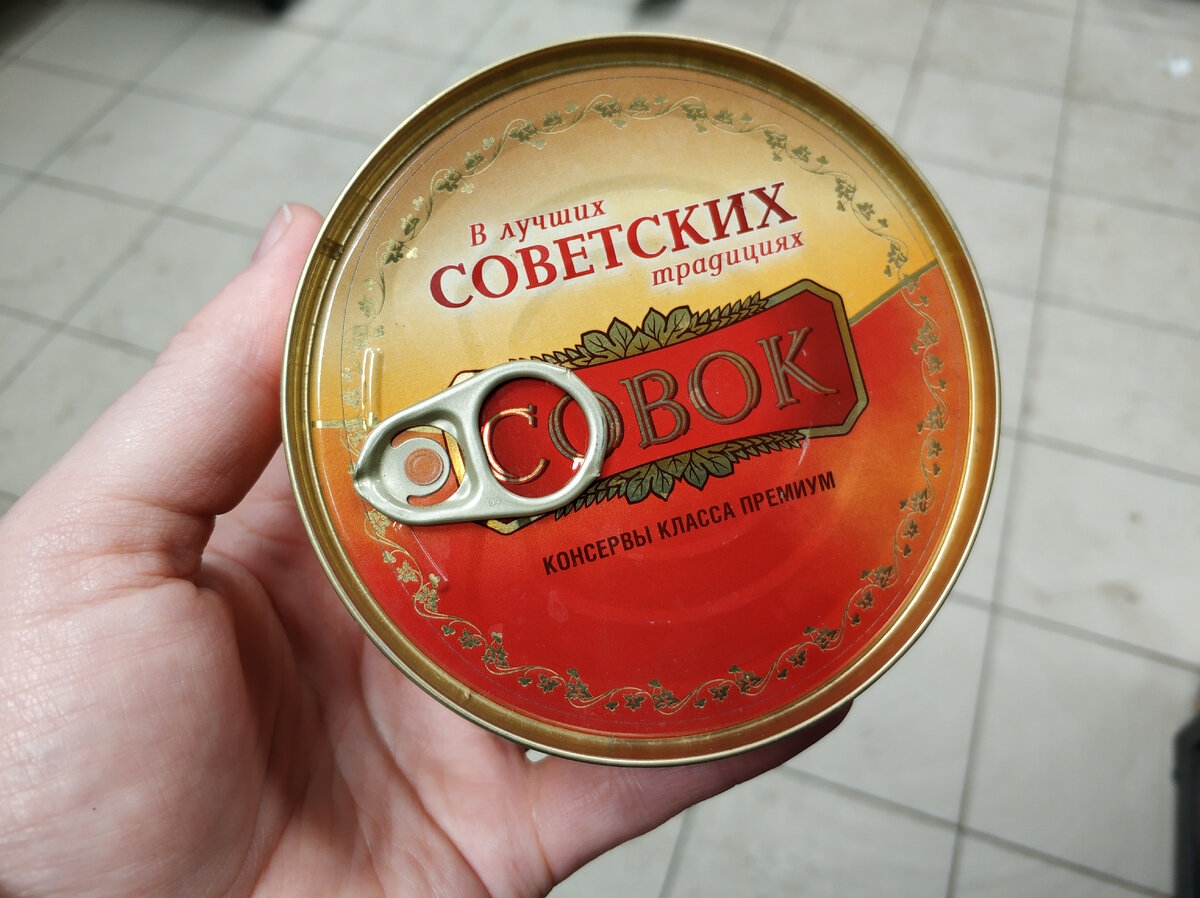 В лучших
СОВЕТСКИХ
традициях
СОВОК
КОНСЕРВЫ КЛАССА ПРЕМИУМ